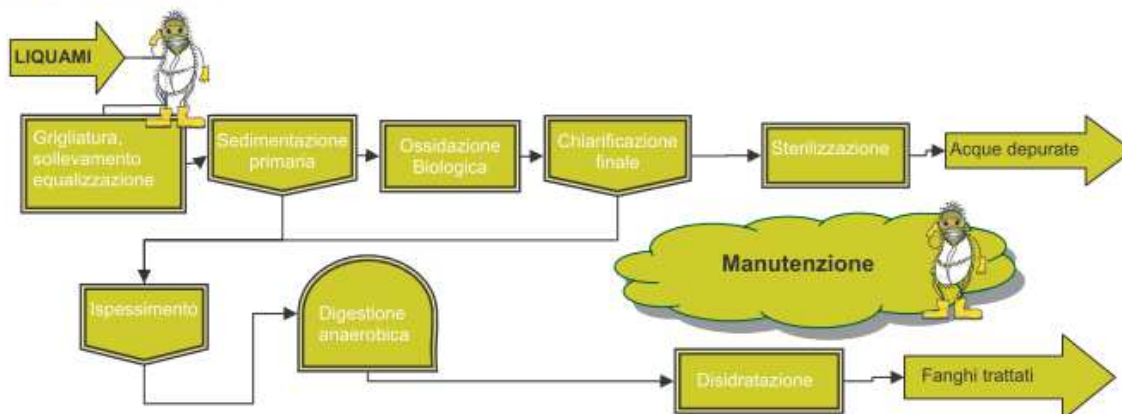 LIQUAMI
Grigliatura,
sollevamento
equalizzazione
Sedimentazione
primaria
Ossidazione
Biologica
Chiarificazione
finale
Sterilizzazione
Acque depurate
Manutenzione
Ispessimento
Digestione
anaerobica
Disidratazione
Fanghi trattati